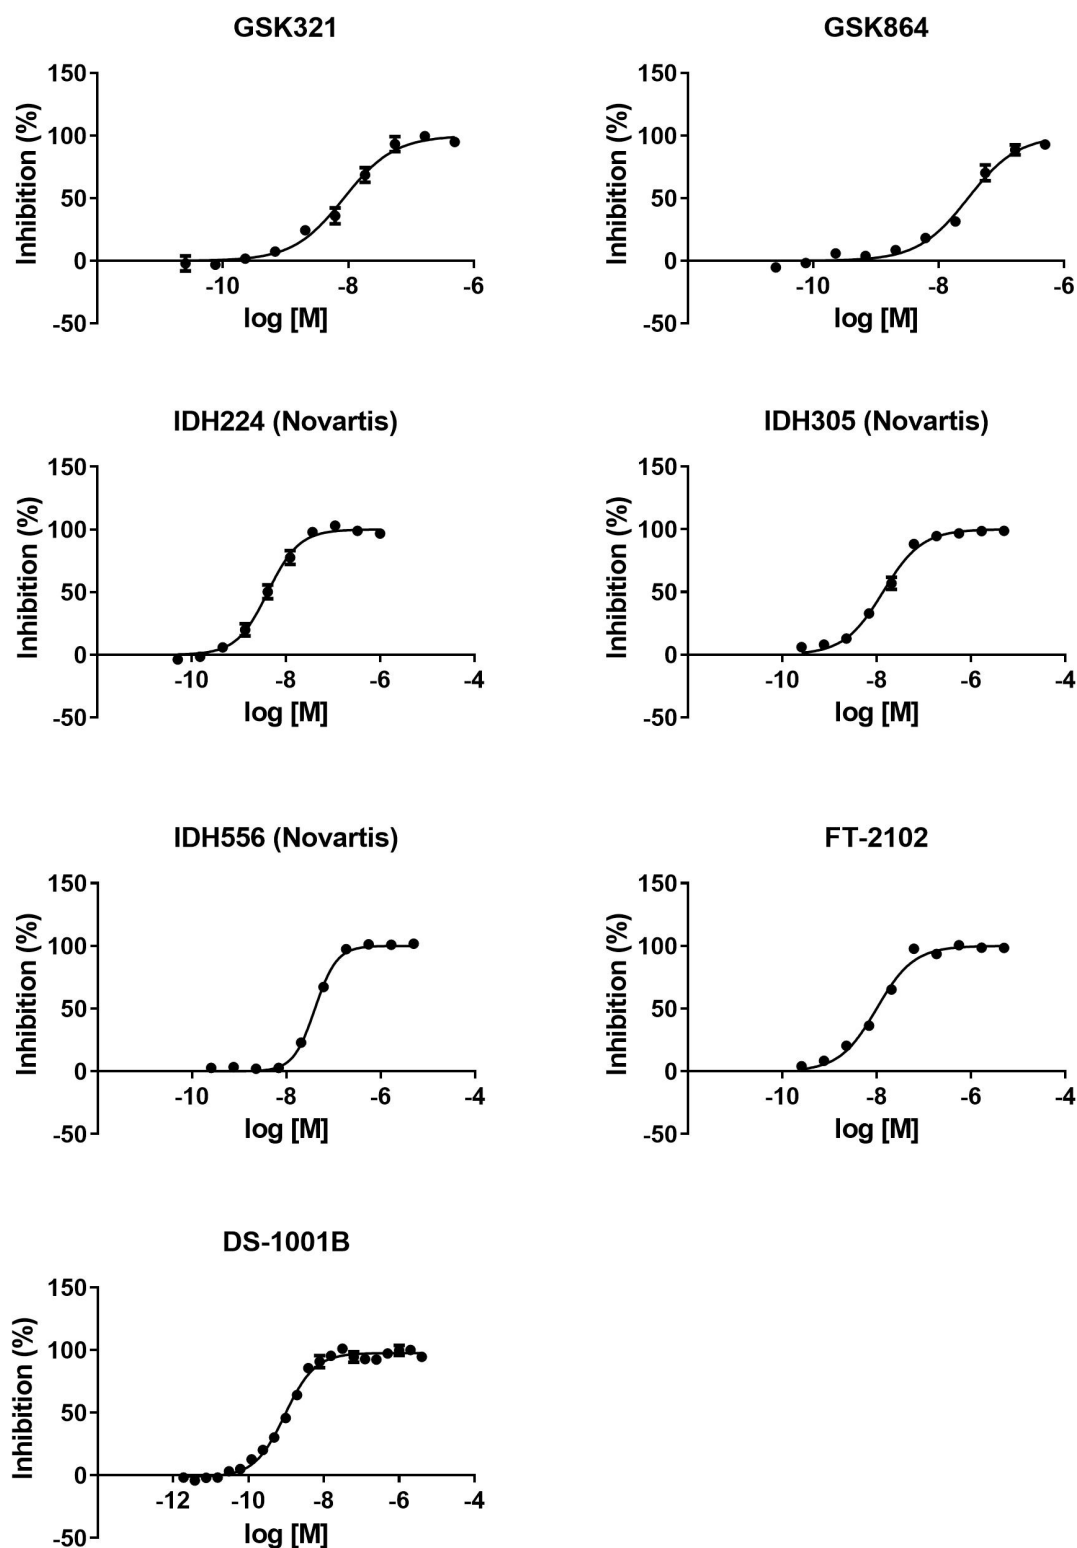 GSK321
150
100
50
0
-50
Inhibition (%)
-10
-8
-6
log [M]
GSK864
150
100
50
0
-50
Inhibition (%)
-10
-8
-6
log [M]
IDH224 (Novartis)
150
100
50
0
-50
Inhibition (%)
-10
-8
-6
-4
log [M]
IDH305 (Novartis)
150
100
50
0
-50
Inhibition (%)
-10
-8
-6
-4
log [M]
IDH556 (Novartis)
150
100
50
0
-50
Inhibition (%)
-10
-8
-6
-4
log [M]
FT-2102
150
100
50
0
-50
Inhibition (%)
-10
-8
-6
-4
log [M]
DS-1001B
150
100
50
0
-50
Inhibition (%)
-12
-10
-8
-6
-4
log [M]